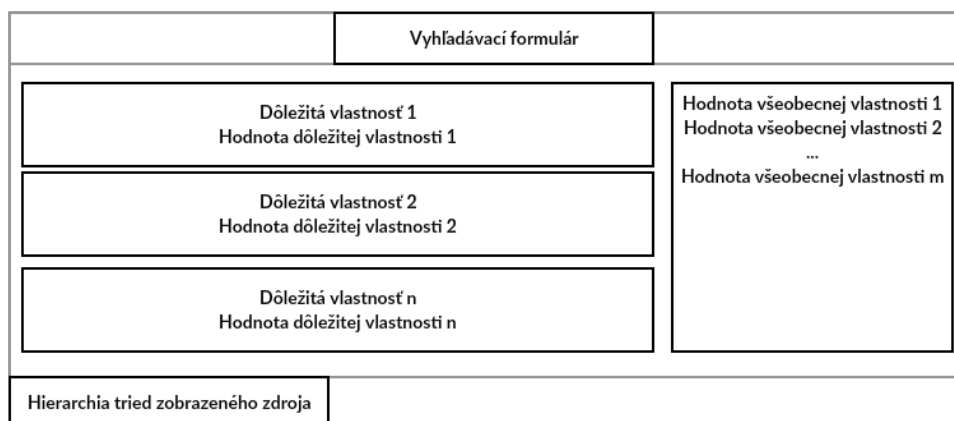 Vyhľadávací formulár
Dôležitá vlastnosť 1
Hodnota dôležitej vlastnosti 1
Dôležitá vlastnosť 2
Hodnota dôležitej vlastnosti 2
Dôležitá vlastnosť n
Hodnota dôležitej vlastnosti n
Hodnota všeobecnej vlastnosti 1
Hodnota všeobecnej vlastnosti 2
...
Hodnota všeobecnej vlastnosti m
Hierarchia tried zobrazeného zdroja